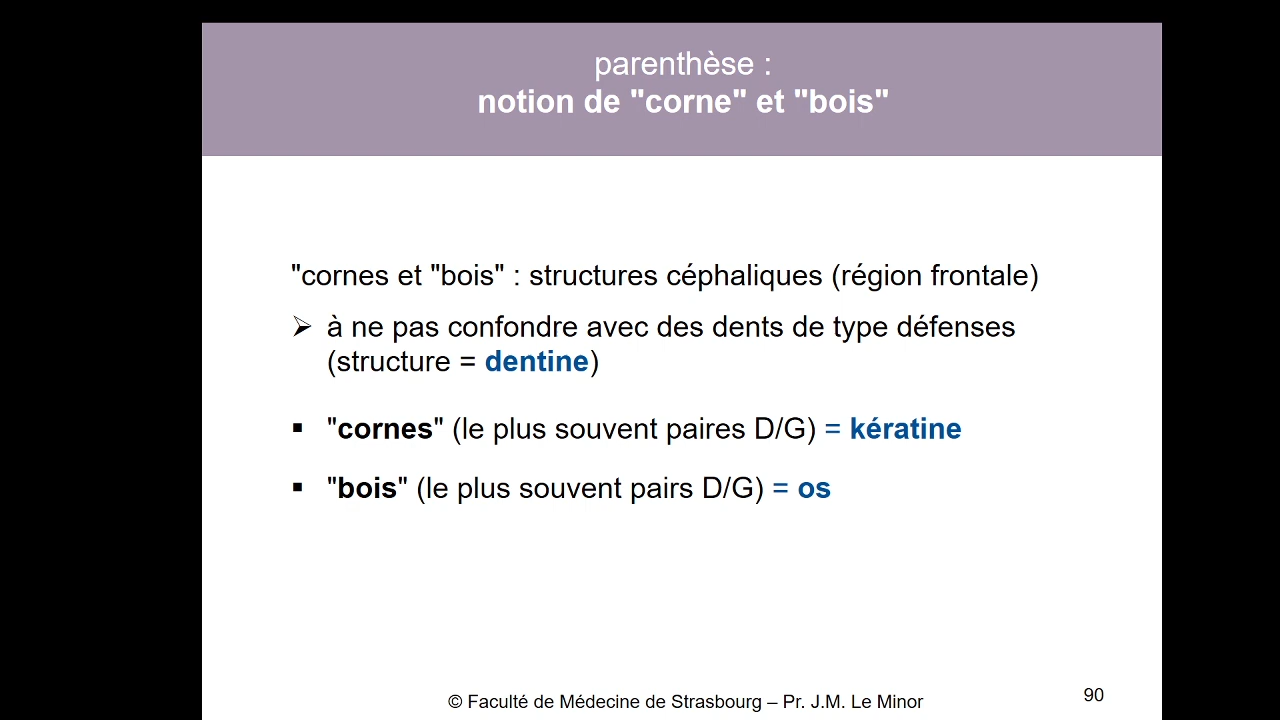 parenthèse :
notion de "corne" et "bois"
"cornes et "bois" : structures céphaliques (région frontale)
➢ à ne pas confondre avec des dents de type défenses
(structure = dentine)
▪ "cornes" (le plus souvent paires D/G) = kératine
▪ "bois" (le plus souvent pairs D/G) = os
© Faculté de Médecine de Strasbourg – Pr. J.M. Le Minor
90